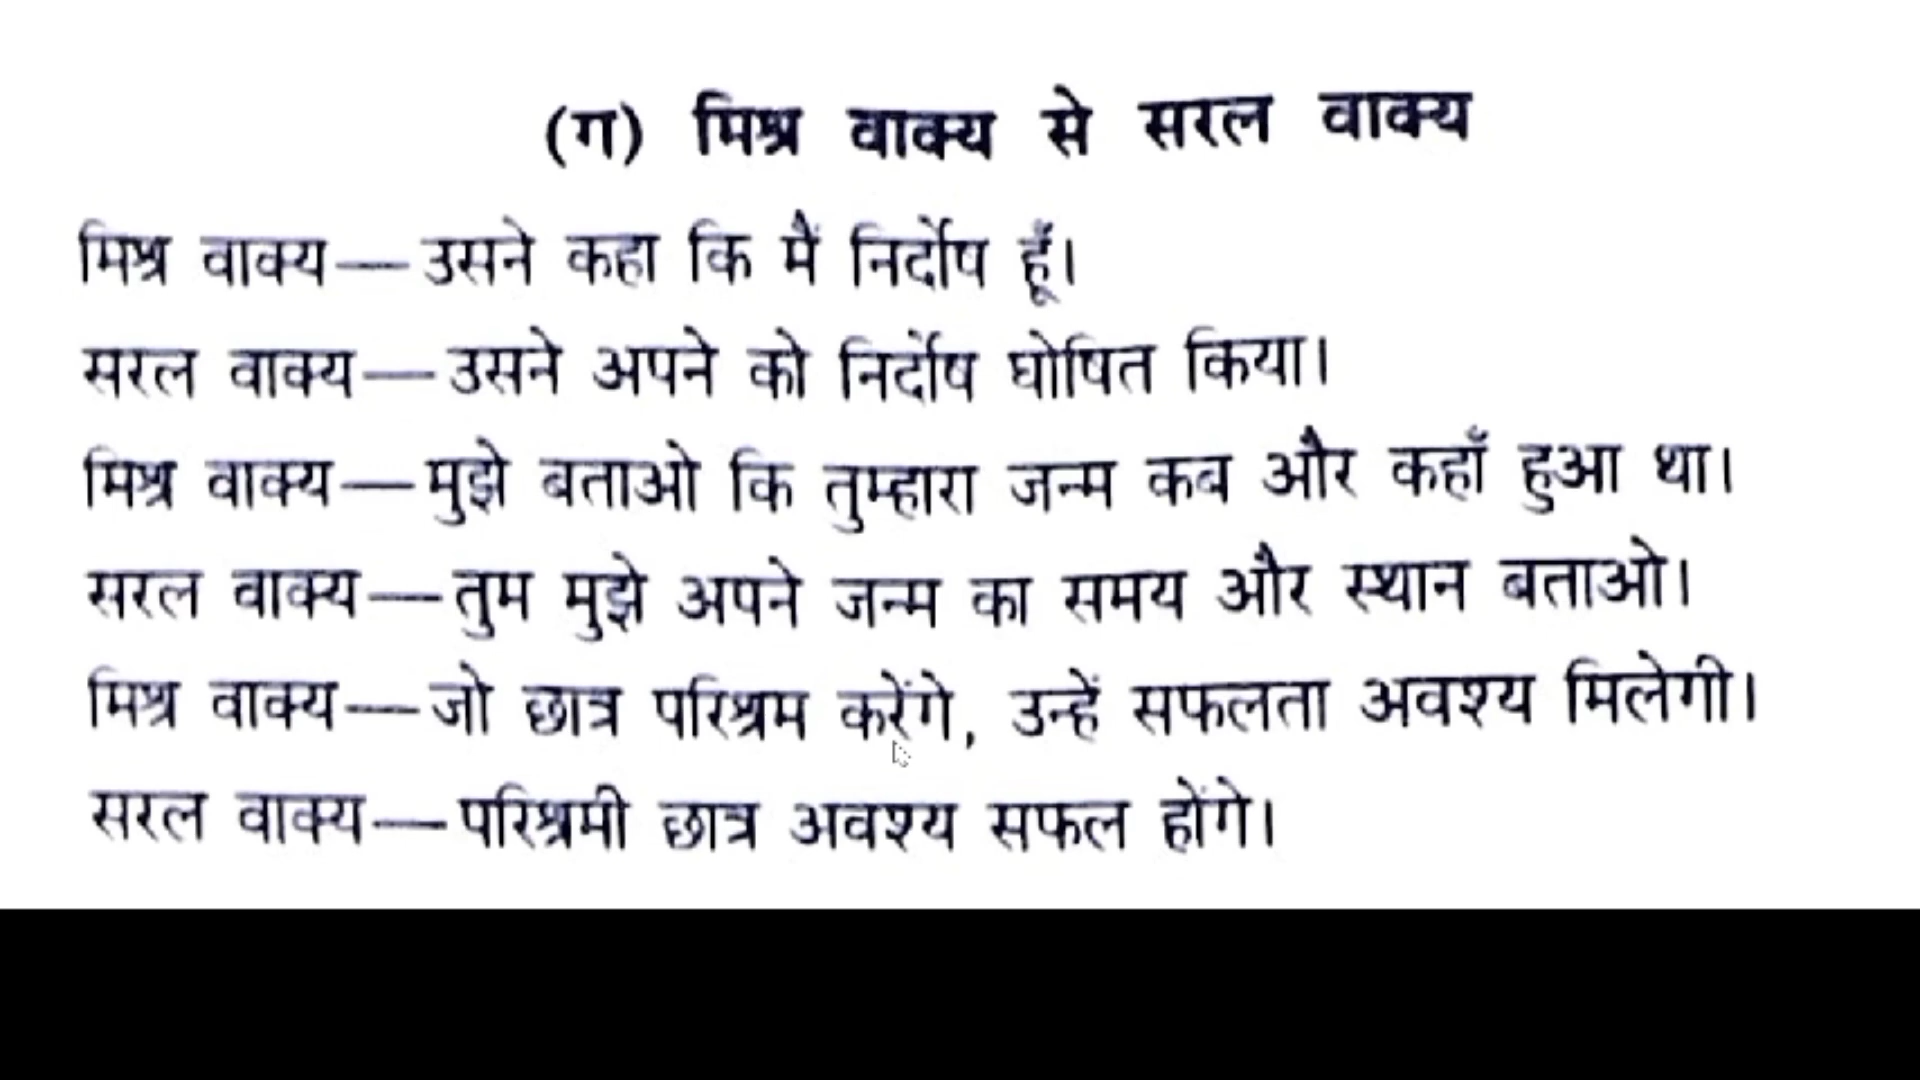 (ग) मिश्र वाक्य से सरल वाक्य
मिश्र वाक्य—उसने कहा कि मैं निर्दोष हूँ।
सरल वाक्य—उसने अपने को निर्दोष घोषित किया।
मिश्र वाक्य—मुझे बताओ कि तुम्हारा जन्म कब और कहाँ हुआ था।
सरल वाक्य—तुम मुझे अपने जन्म का समय और स्थान बताओ।
मिश्र वाक्य—जो छात्र परिश्रम करेंगे, उन्हें सफलता अवश्य मिलेगी।
सरल वाक्य—परिश्रमी छात्र अवश्य सफल होंगे।